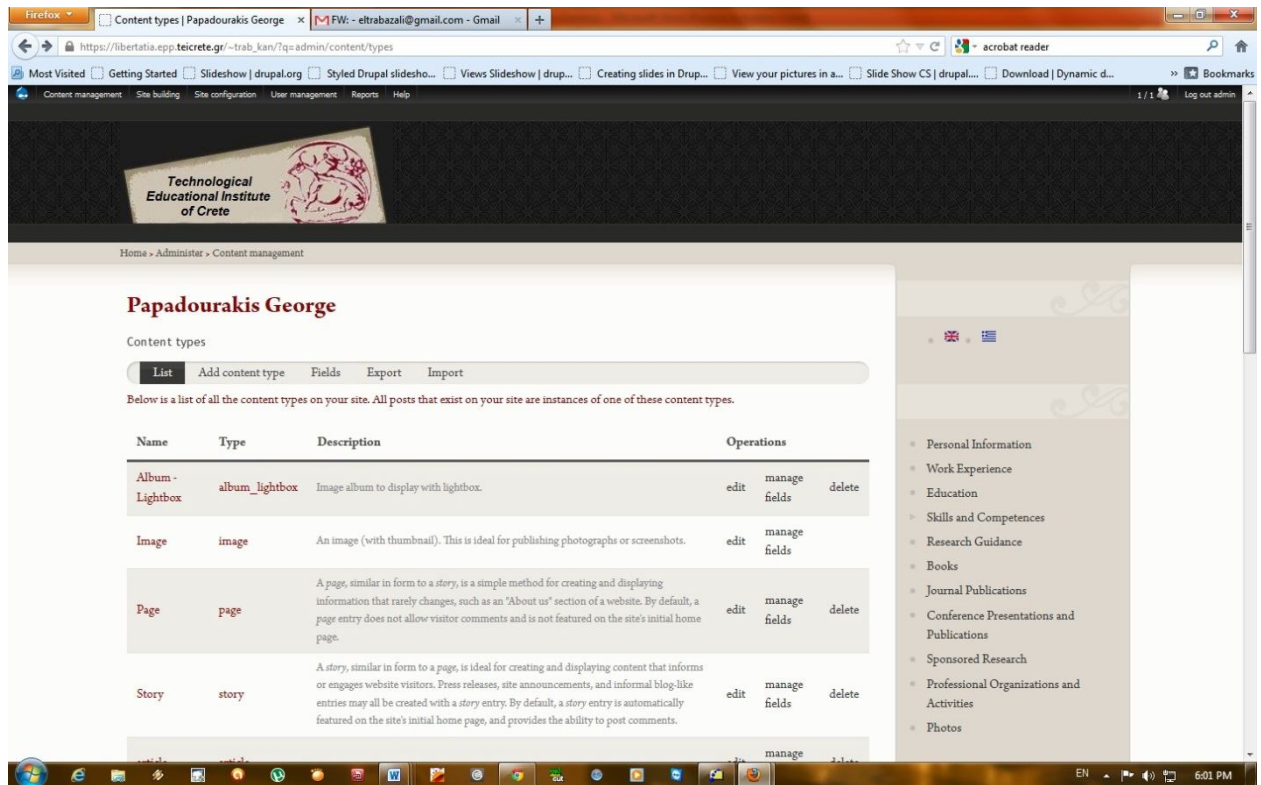 Firefox
Content types | Papadourakis George ×
FW: - eltrabazali@gmail.com - Gmail × +
https://libertatia.epp.teicrete.gr/~trab_kan/?q=admin/content/types
acrobat reader
Most Visited Getting Started Slideshow | drupal.org Styled Drupal slidesho... Views Slideshow | drup... Creating slides in Drup... View your pictures in a... Slide Show CS | drupal.... Download | Dynamic d... » Bookmarks
Content management Site building Site configuration User management Reports Help 1 / 1 Log out admin
Technological
Educational Institute
of Crete
Home » Administer » Content management
Papadourakis George
Content types
List Add content type Fields Export Import
Below is a list of all the content types on your site. All posts that exist on your site are instances of one of these content types.
Name Type Description Operations
Album -
Lightbox
album_lightbox
Image album to display with lightbox.
edit
manage
fields
delete
Image
image
An image (with thumbnail). This is ideal for publishing photographs or screenshots.
edit
manage
fields
Page
page
A page, similar in form to a story, is a simple method for creating and displaying
information that rarely changes, such as an "About us" section of a website. By default, a
page entry does not allow visitor comments and is not featured on the site's initial home
page.
edit
manage
fields
delete
Story
story
A story, similar in form to a page, is ideal for creating and displaying content that informs
or engages website visitors. Press releases, site announcements, and informal blog-like
entries may all be created with a story entry. By default, a story entry is automatically
featured on the site's initial home page, and provides the ability to post comments.
edit
manage
fields
delete
article
article
edit
manage
delete
Personal Information
Work Experience
Education
Skills and Competences
Research Guidance
Books
Journal Publications
Conference Presentations and
Publications
Sponsored Research
Professional Organizations and
Activities
Photos
EN 6:01 PM